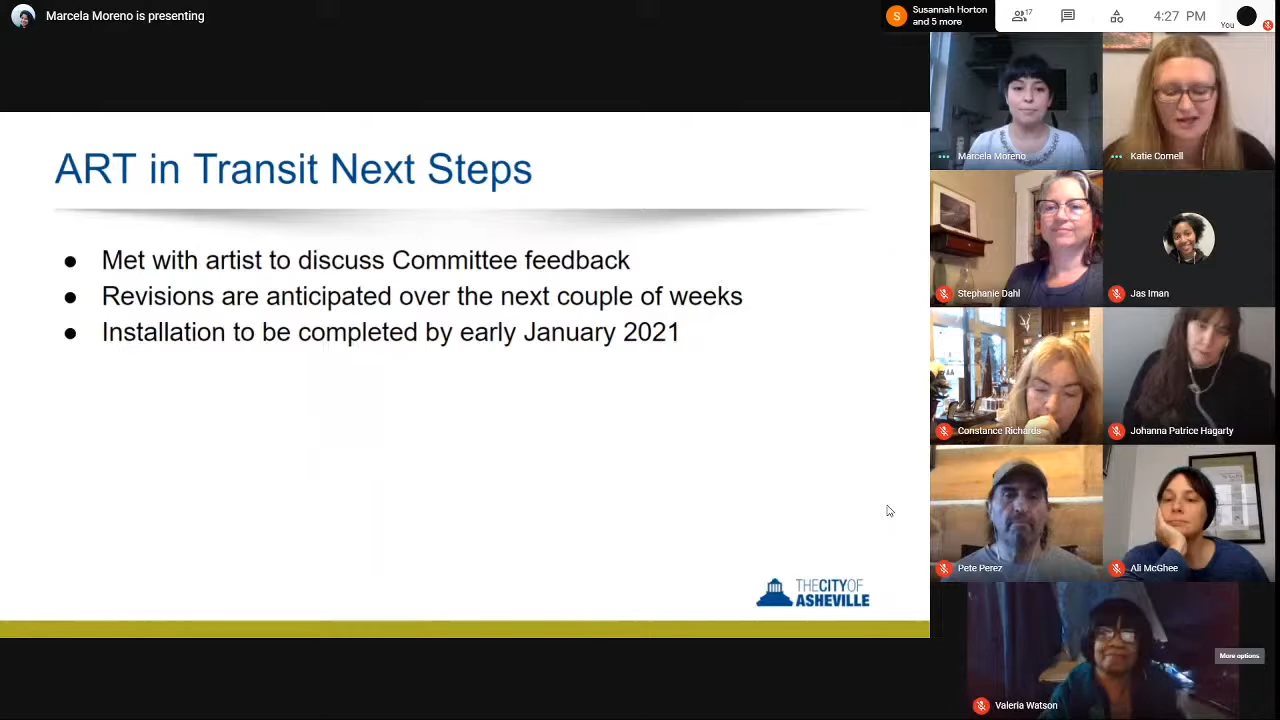 Marcela Moreno is presenting
S
Susannah Horton
and 5 more
17
4:27 PM
You
ART in Transit Next Steps
● Met with artist to discuss Committee feedback
● Revisions are anticipated over the next couple of weeks
● Installation to be completed by early January 2021
THE CITY OF
ASHEVILLE
Marcela Moreno
Katie Cornell
Stephanie Dahl
Jas Iman
Constance Richards
Johanna Patrice Hagarty
Pete Perez
Ali McGhee
More options
Valeria Watson